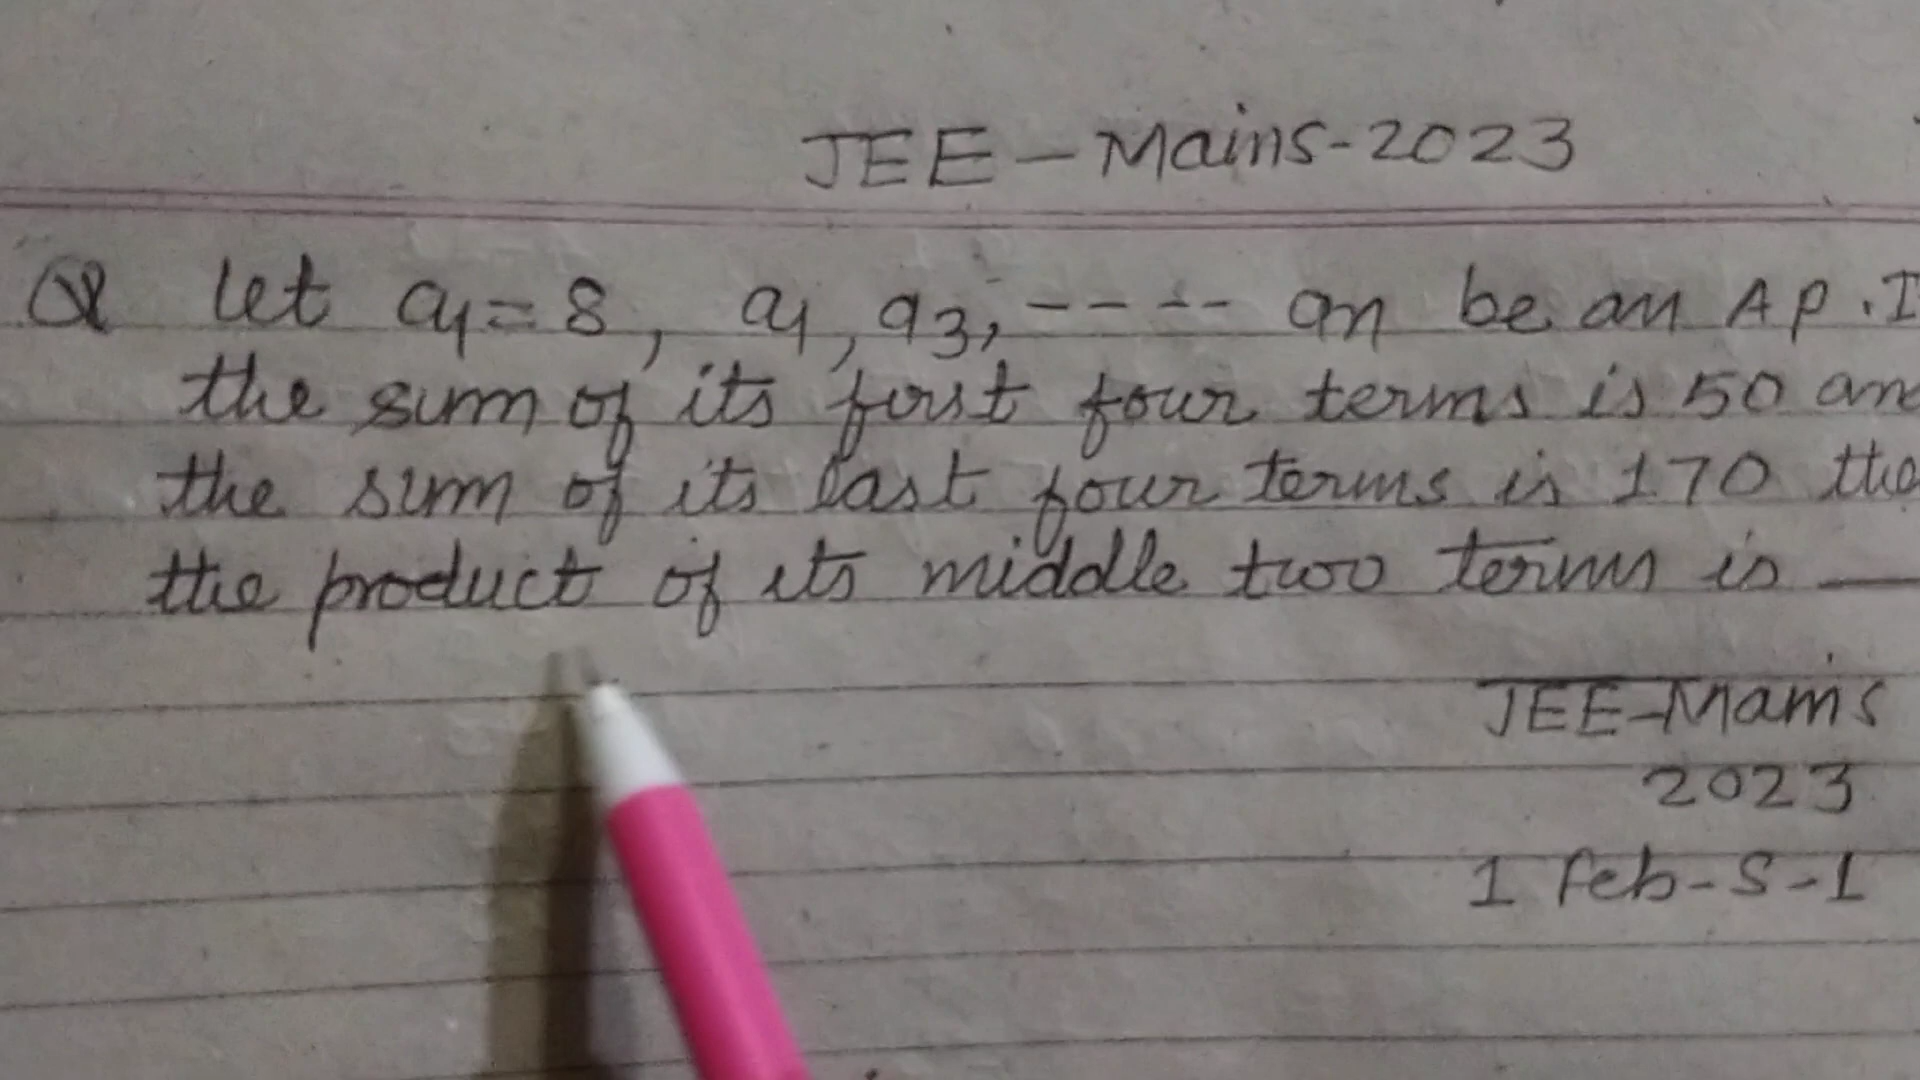 JEE - Mains - 2023
Q let a1 = 8, a1, a3, ---- an be an AP. I
the sum of its first four terms is 50 an
the sum of its last four terms is 170 the
the product of its middle two terms is —
JEE-Mains
2023
1 feb-S-1